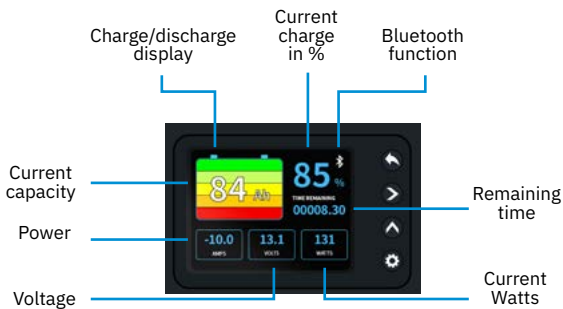 Current
charge
in %
Charge/discharge
display
Bluetooth
function
Current
capacity
84 Ah
85 %
TIME REMAINING
00008.30
Remaining
time
Power
-10.0
AMPS
13.1
VOLTS
131
WATTS
Voltage
Current
Watts